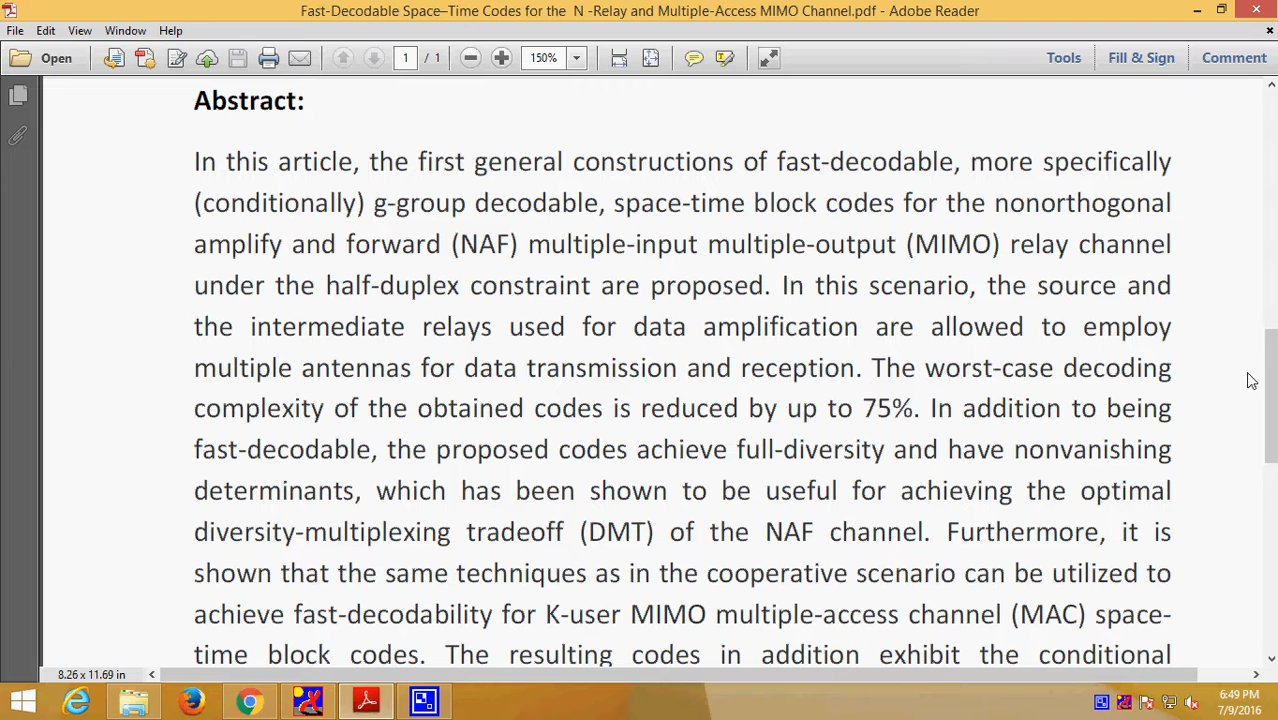 Fast-Decodable Space–Time Codes for the N -Relay and Multiple-Access MIMO Channel.pdf - Adobe Reader
File Edit View Window Help
Open 1 / 1 150% Tools Fill & Sign Comment
Abstract:
In this article, the first general constructions of fast-decodable, more specifically
(conditionally) g-group decodable, space-time block codes for the nonorthogonal
amplify and forward (NAF) multiple-input multiple-output (MIMO) relay channel
under the half-duplex constraint are proposed. In this scenario, the source and
the intermediate relays used for data amplification are allowed to employ
multiple antennas for data transmission and reception. The worst-case decoding
complexity of the obtained codes is reduced by up to 75%. In addition to being
fast-decodable, the proposed codes achieve full-diversity and have nonvanishing
determinants, which has been shown to be useful for achieving the optimal
diversity-multiplexing tradeoff (DMT) of the NAF channel. Furthermore, it is
shown that the same techniques as in the cooperative scenario can be utilized to
achieve fast-decodability for K-user MIMO multiple-access channel (MAC) space-
time block codes. The resulting codes in addition exhibit the conditional
8.26 x 11.69 in
6:49 PM
7/9/2016